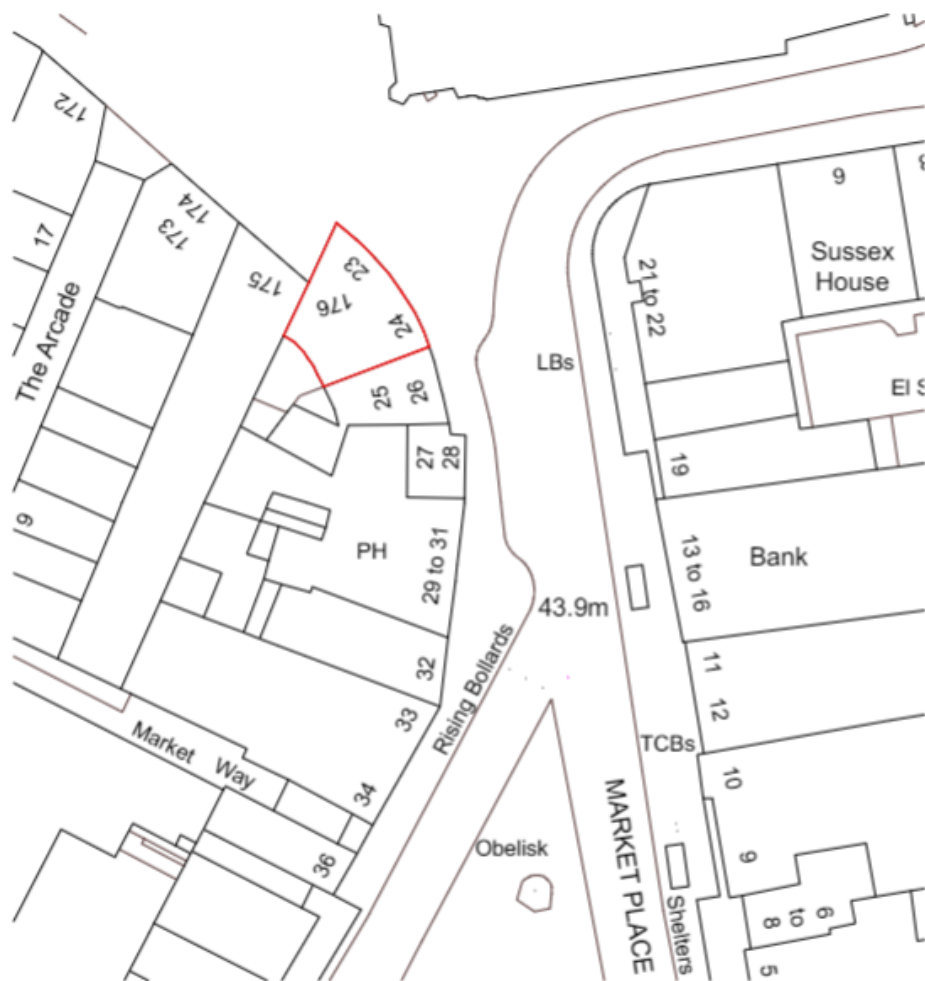 172
174
173
17
175
The Arcade
23
176
24
25
26
27
28
PH
29 to 31
32
33
34
36
9
Market Way
Rising Bollards
LBs
43.9m
TCBs
Obelisk
MARKET PLACE
Shelters
21 to 22
19
9
Sussex
House
El S
13 to 16
Bank
11
12
10
9
8
to
6
5